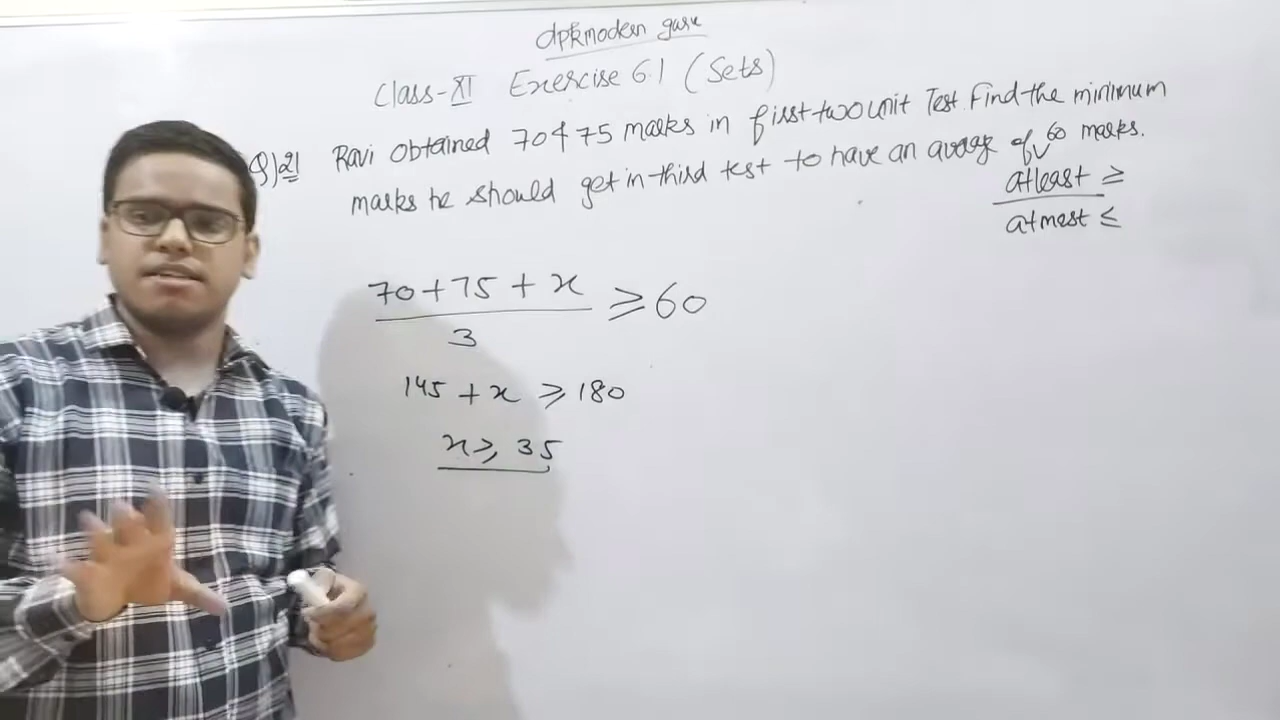 dpkmodern guru
Class-XI Exercise 6.1 (Sets)
Q)21 Ravi obtained 70 & 75 marks in first two unit Test. Find the minimum
marks he should get in third test to have an average of 60 marks.
atleast ≥
atmost ≤
70+75+x
3
≥60
145 + x ≥ 180
x ≥ 35